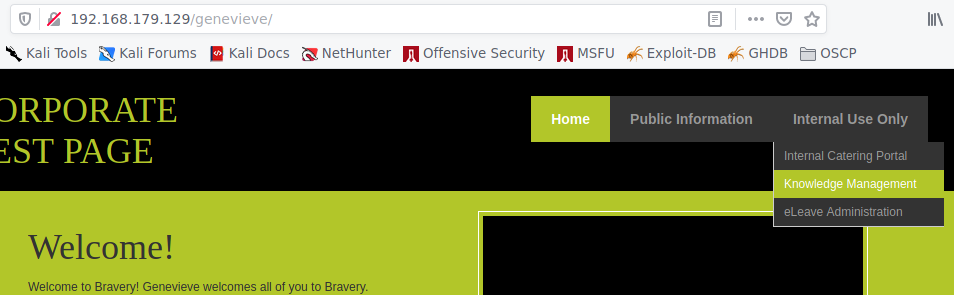 192.168.179.129/genevieve/
Kali Tools Kali Forums Kali Docs NetHunter Offensive Security MSFU Exploit-DB GHDB OSCP
ORPORATE
EST PAGE
Home Public Information Internal Use Only
Internal Catering Portal
Knowledge Management
eLeave Administration
Welcome!
Welcome to Bravery! Genevieve welcomes all of you to Bravery.